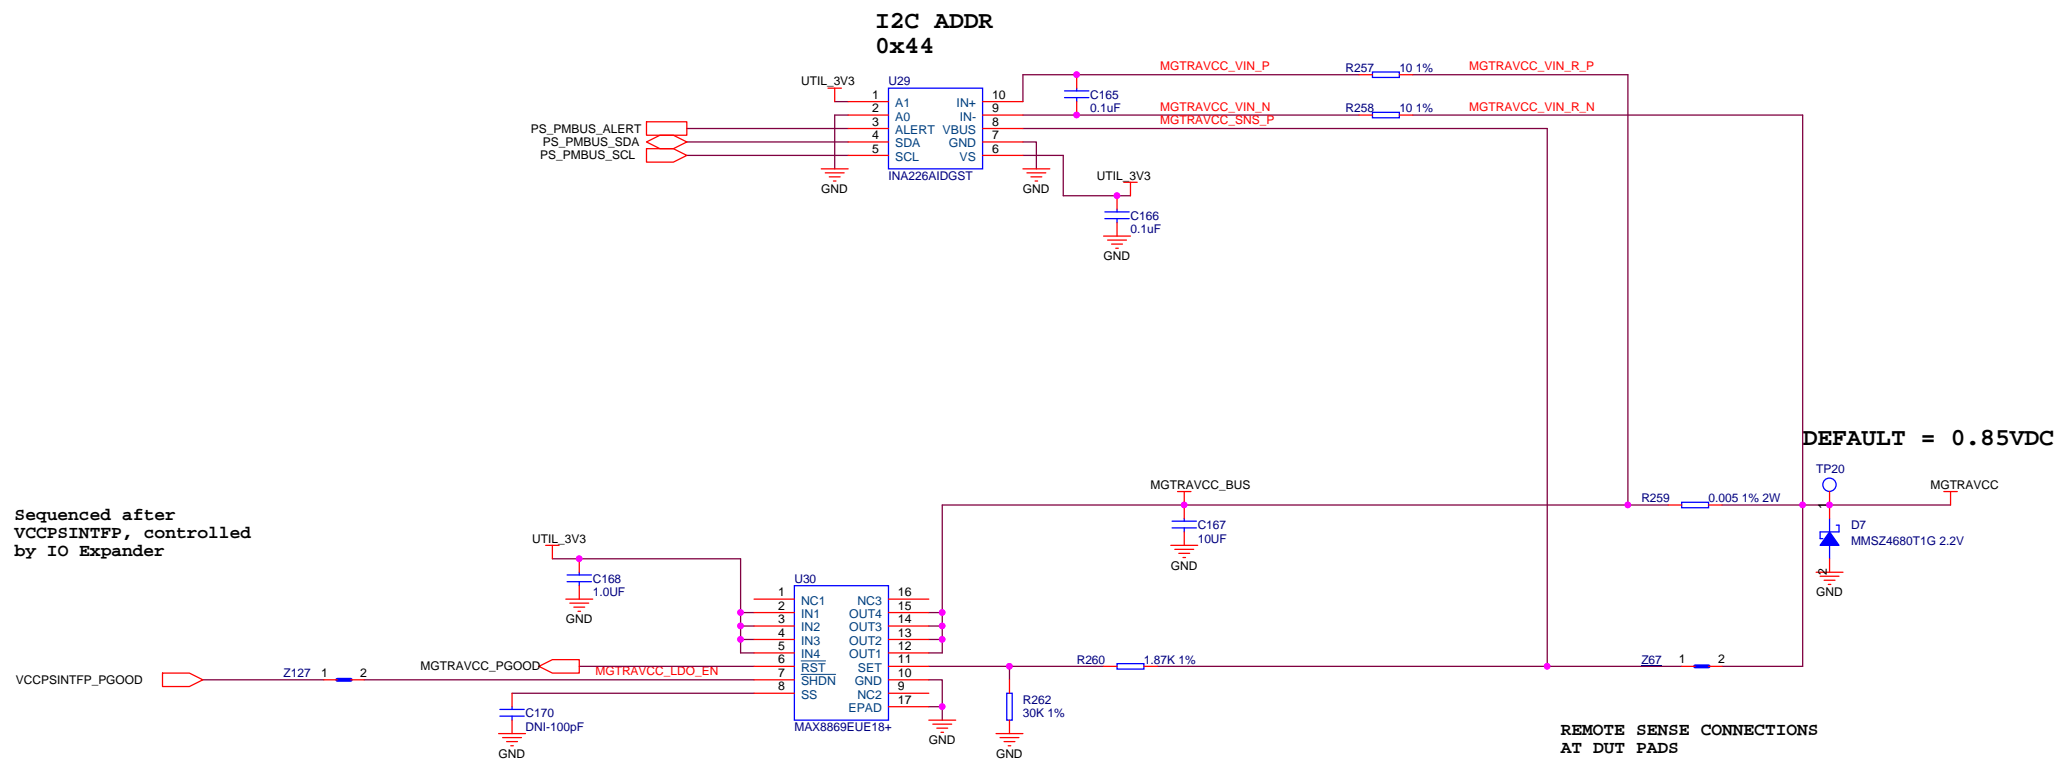 I2C ADDR
0x44
UTIL_3V3
U29
1 A1 IN+ 10
2 A0 IN- 9
3 ALERT VBUS 8
4 SDA GND 7
5 SCL VS 6
INA226AIDGST
PS_PMBUS_ALERT
PS_PMBUS_SDA
PS_PMBUS_SCL
GND
GND
MGTRAVCC_VIN_P
R257
10 1%
MGTRAVCC_VIN_R_P
C165
0.1uF
MGTRAVCC_VIN_N
R258
10 1%
MGTRAVCC_VIN_R_N
MGTRAVCC_SNS_P
UTIL_3V3
C166
0.1uF
GND
DEFAULT = 0.85VDC
TP20
MGTRAVCC_BUS
R259
0.005 1% 2W
MGTRAVCC
C167
10UF
GND
1
D7
MMSZ4680T1G 2.2V
2
GND
Sequenced after
VCCPSINTFP, controlled
by IO Expander
UTIL_3V3
C168
1.0UF
GND
U30
1 NC1 NC3 16
2 IN1 OUT4 15
3 IN2 OUT3 14
4 IN3 OUT2 13
5 IN4 OUT1 12
6 RST SET 11
7 SHDN GND 10
8 SS NC2 9
EPAD 17
MAX8869EUE18+
MGTRAVCC_PGOOD
MGTRAVCC_LDO_EN
VCCPSINTFP_PGOOD
Z127 1 2
C170
DNI-100pF
GND
GND
R260
1.87K 1%
Z67 1 2
R262
30K 1%
GND
REMOTE SENSE CONNECTIONS
AT DUT PADS